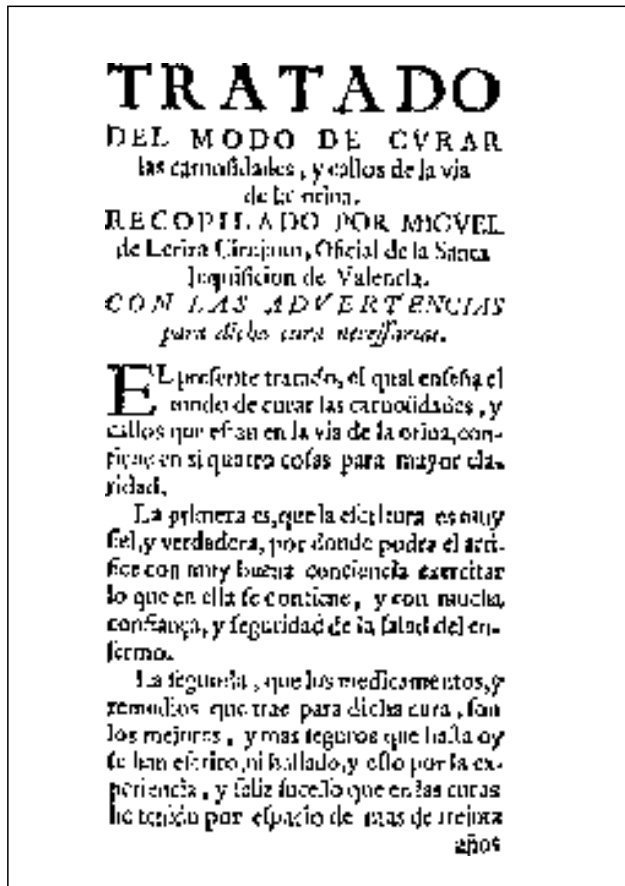 TRATADO
DEL MODO DE CVRAR
las carnoſidades, y callos de la via
de la orina.
RECOPILADO POR MIGVEL
de Leriza Cirujano, Oficial de la Santa
Inquiſicion de Valencia.
CON LAS ADVERTENCIAS
para dicha cura neceſſarias.
EL preſente tratado, el qual enſeña el
modo de curar las carnoſidades, y
callos que eſtan en la via de la orina, con-
tiene en si quatro coſas para mayor cla-
ridad.
La primera es, que la eſcritura es muy
fiel, y verdadera, por donde podra el arti-
fice con muy buena conciencia exercitar
lo que en ella ſe contiene, y con mucha
confiança, y ſeguridad de la ſalud del en-
fermo.
La ſegunda, que los medicamentos, y
remedios que trae para dicha cura, ſon
los mejores, y mas ſeguros que haſta oy
ſe han eſcrito, ni hallado, y eſto por la ex-
periencia, y feliz ſuceſſo que en las curas
he tenido por eſpacio de mas de treinta
años